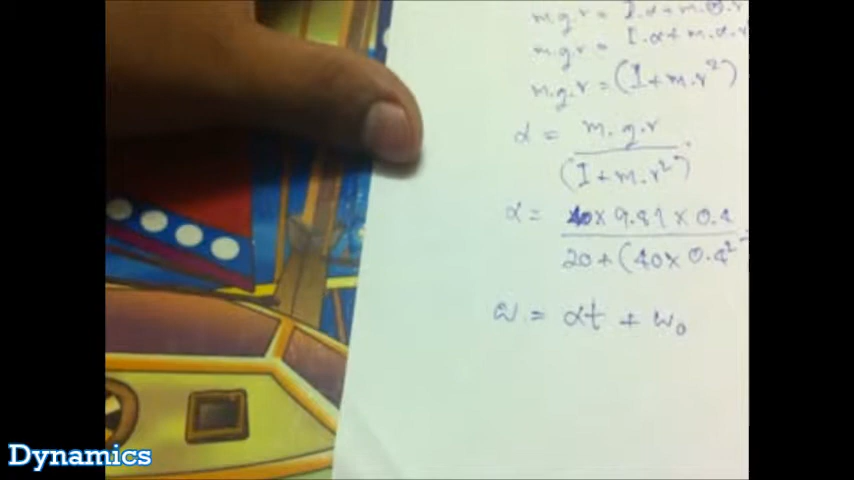 m.g.r = I.α + m.a.r
m.g.r = I.α + m.α.r
m.g.r = (I + m.r²)
α = m.g.r
(I + m.r²)
α = 40 × 9.81 × 0.4
20 + (40 × 0.4²
ω = αt + ω₀
Dynamics